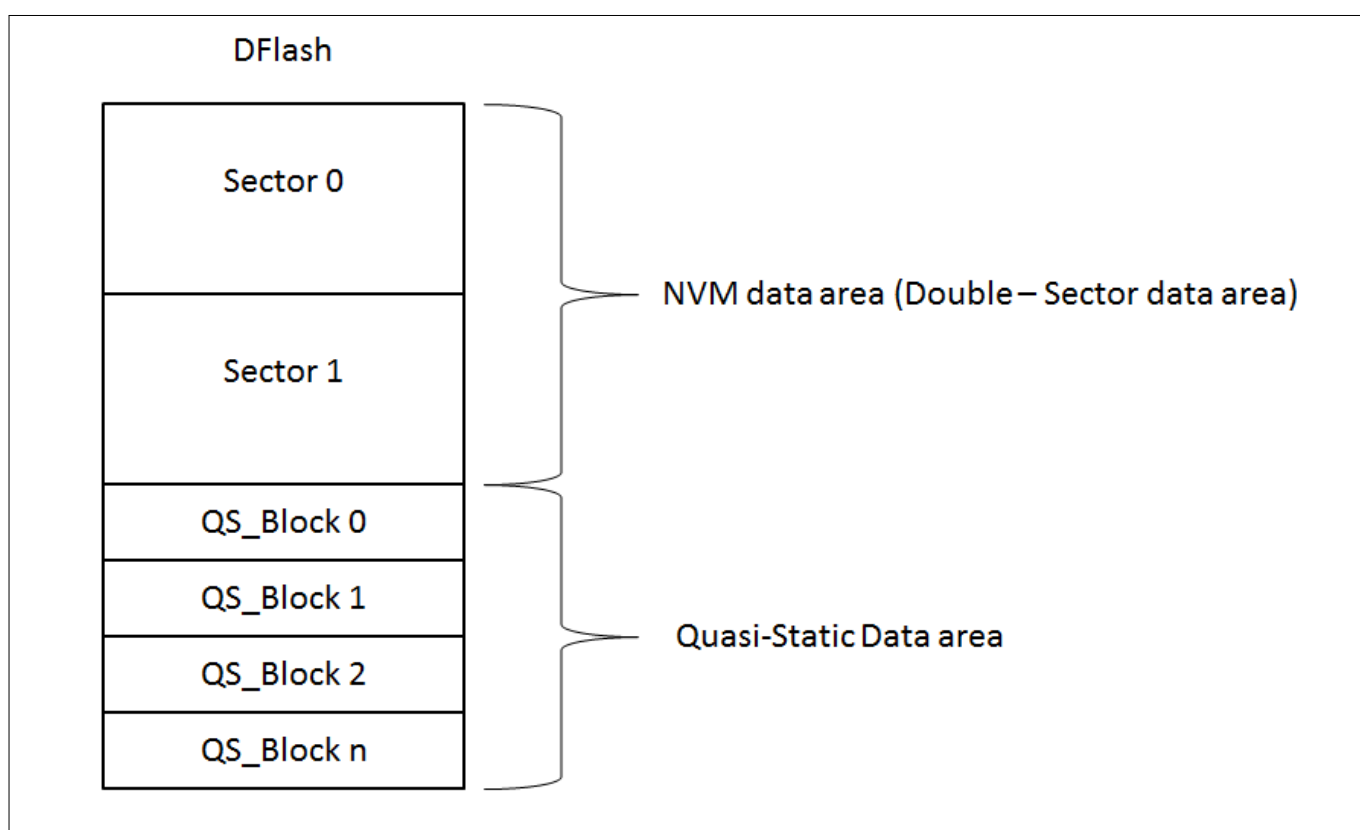 DFlash
Sector 0
Sector 1
NVM data area (Double – Sector data area)
QS_Block 0
QS_Block 1
QS_Block 2
QS_Block n
Quasi-Static Data area